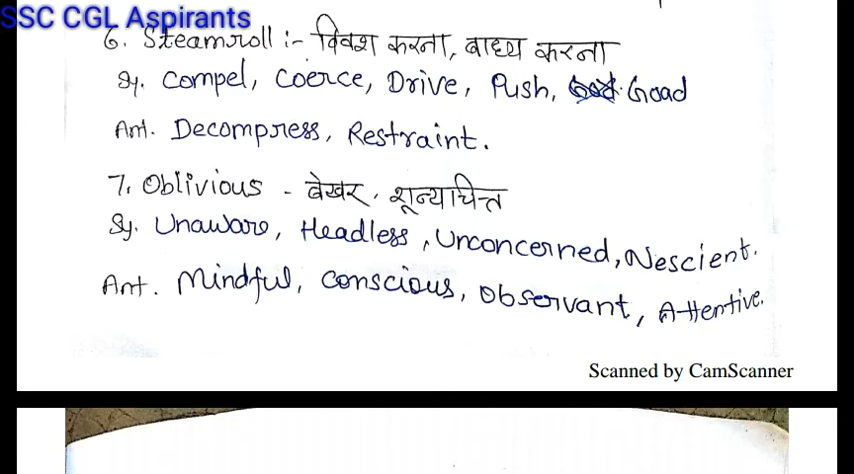 SSC CGL Aspirants
6. Steamroll :- विवश करना, बाध्य करना
Sy. Compel, Coerce, Drive, Push, Goad
Ant. Decompress, Restraint.
7. Oblivious - बेखर, शून्याचित्त
Sy. Unaware, Headless, Unconcerned, Nescient.
Ant. Mindful, Conscious, Observant, Attentive.
Scanned by CamScanner